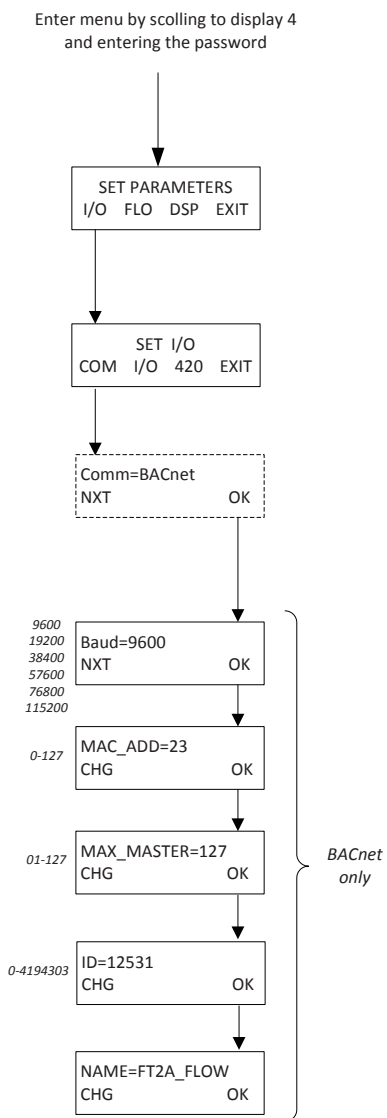 Enter menu by scolling to display 4
and entering the password
SET PARAMETERS
I/O FLO DSP EXIT
SET I/O
COM I/O 420 EXIT
Comm=BACnet
NXT OK
9600
19200
38400
57600
76800
115200
Baud=9600
NXT OK
0-127
MAC_ADD=23
CHG OK
01-127
MAX_MASTER=127
CHG OK
BACnet
only
0-4194303
ID=12531
CHG OK
NAME=FT2A_FLOW
CHG OK